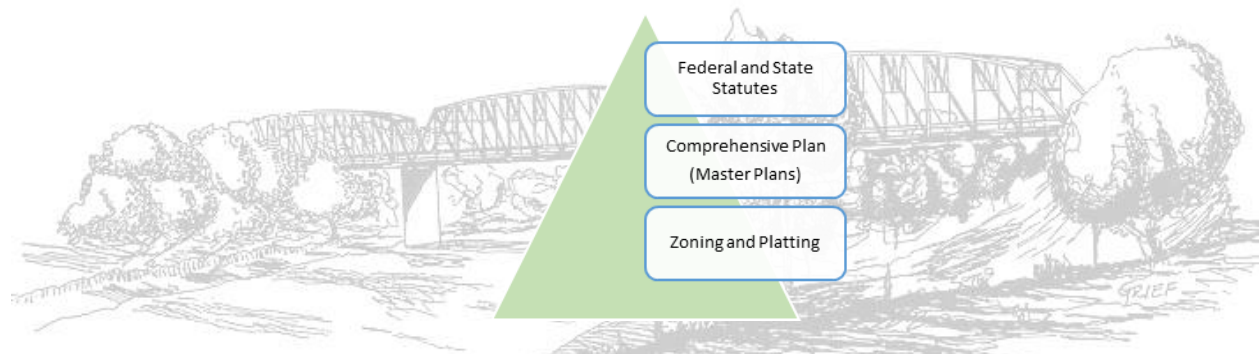 Federal and State
Statutes
Comprehensive Plan
(Master Plans)
Zoning and Platting
GRIEF